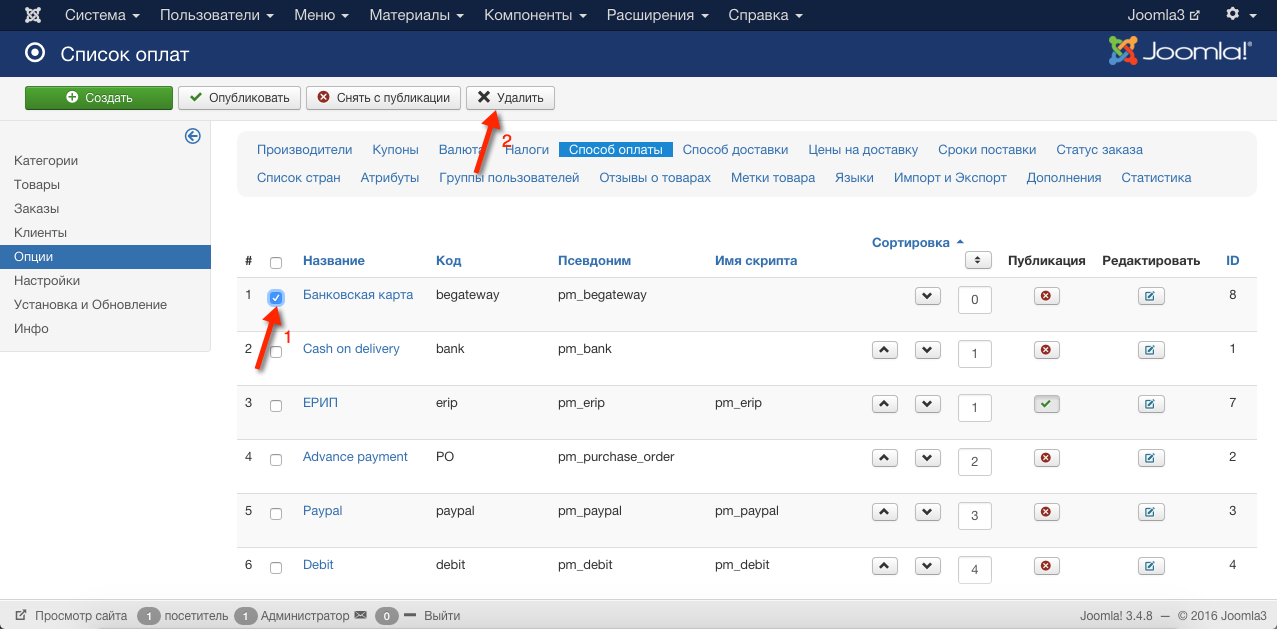 Система Пользователи Меню Материалы Компоненты Расширения Справка Joomla3
Список оплат Joomla!®
Создать Опубликовать Снять с публикации Удалить
2
Категории
Товары
Заказы
Клиенты
Опции
Настройки
Установка и Обновление
Инфо
Производители Купоны Валюта Налоги Способ оплаты Способ доставки Цены на доставку Сроки поставки Статус заказа
Список стран Атрибуты Группы пользователей Отзывы о товарах Метки товара Языки Импорт и Экспорт Дополнения Статистика
Сортировка
# Название Код Псевдоним Имя скрипта Публикация Редактировать ID
1 Банковская карта begateway pm_begateway 0 8
1
2 Cash on delivery bank pm_bank 1 1
3 ЕРИП erip pm_erip pm_erip 1 7
4 Advance payment PO pm_purchase_order 2 2
5 Paypal paypal pm_paypal pm_paypal 3 3
6 Debit debit pm_debit pm_debit 4 4
Просмотр сайта 1 посетитель 1 Администратор 0 Выйти Joomla! 3.4.8 — © 2016 Joomla3